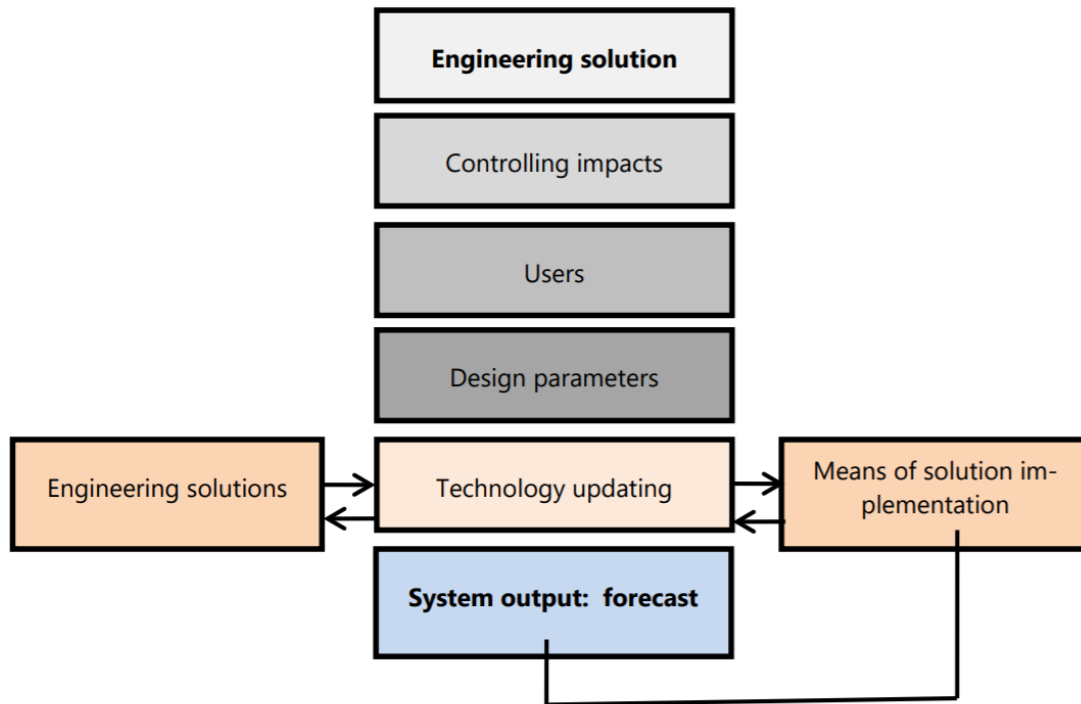 Engineering solution
Controlling impacts
Users
Design parameters
Engineering solutions
Technology updating
Means of solution im-
plementation
System output:  forecast